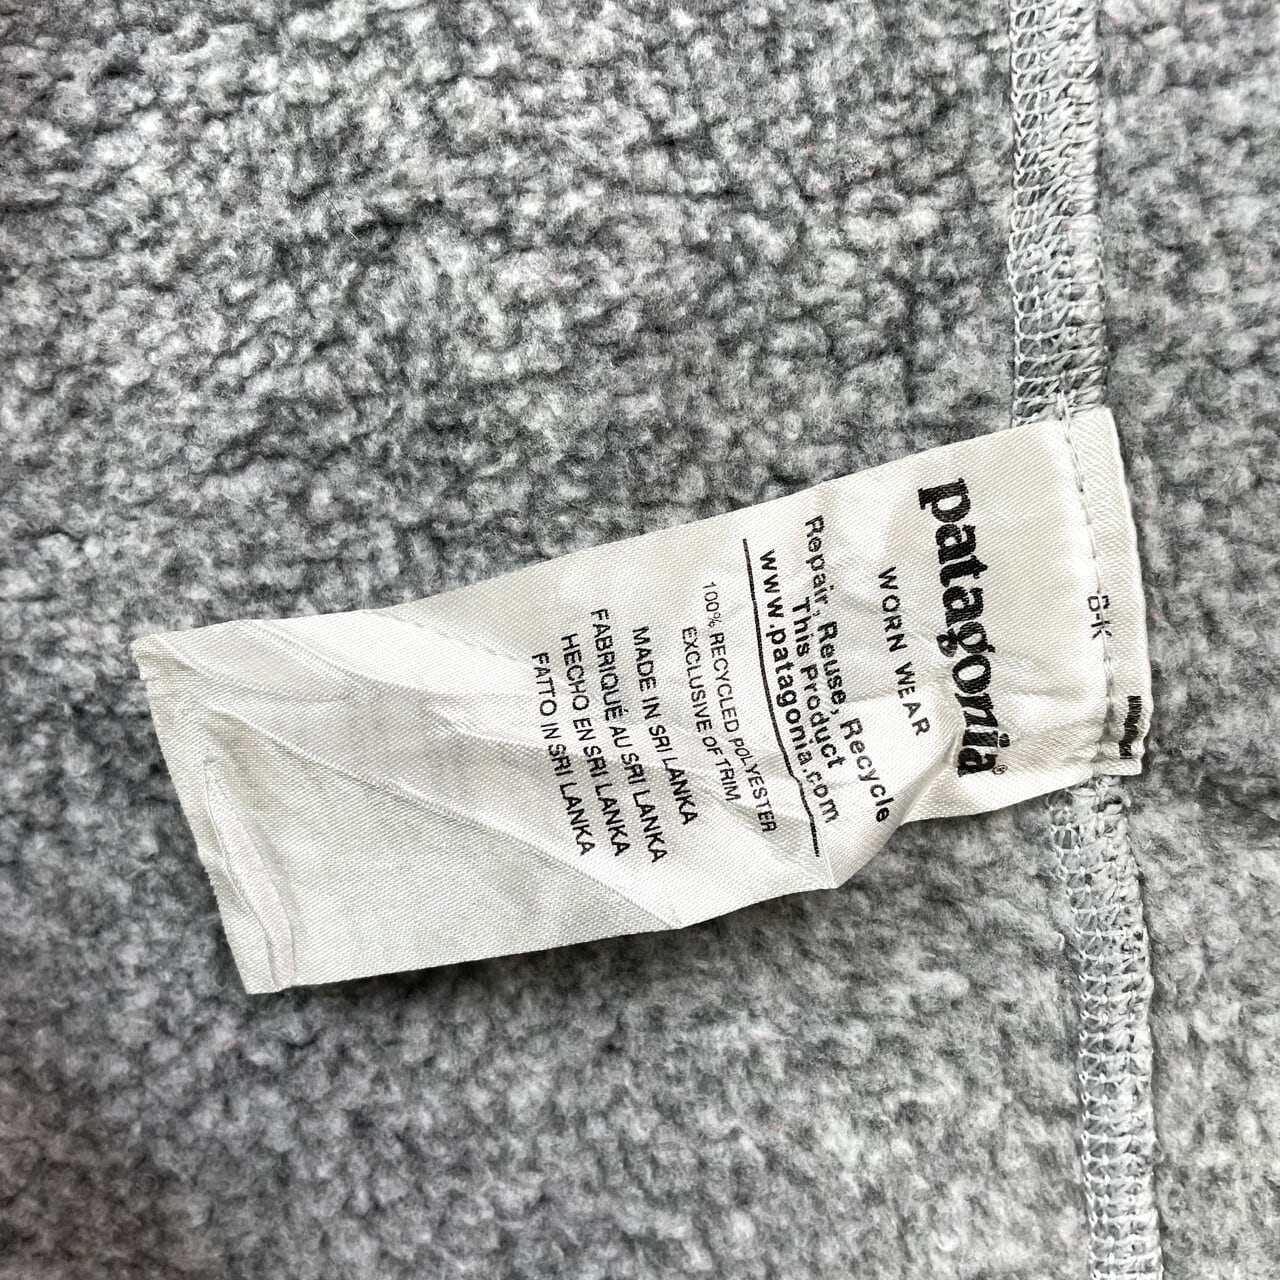 patagonia®
WORN WEAR
Repair, Reuse, Recycle
This Product
www.patagonia.com
100% RECYCLED POLYESTER
EXCLUSIVE OF TRIM
MADE IN SRI LANKA
FABRIQUÉ AU SRI LANKA
HECHO EN SRI LANKA
FATTO IN SRI LANKA